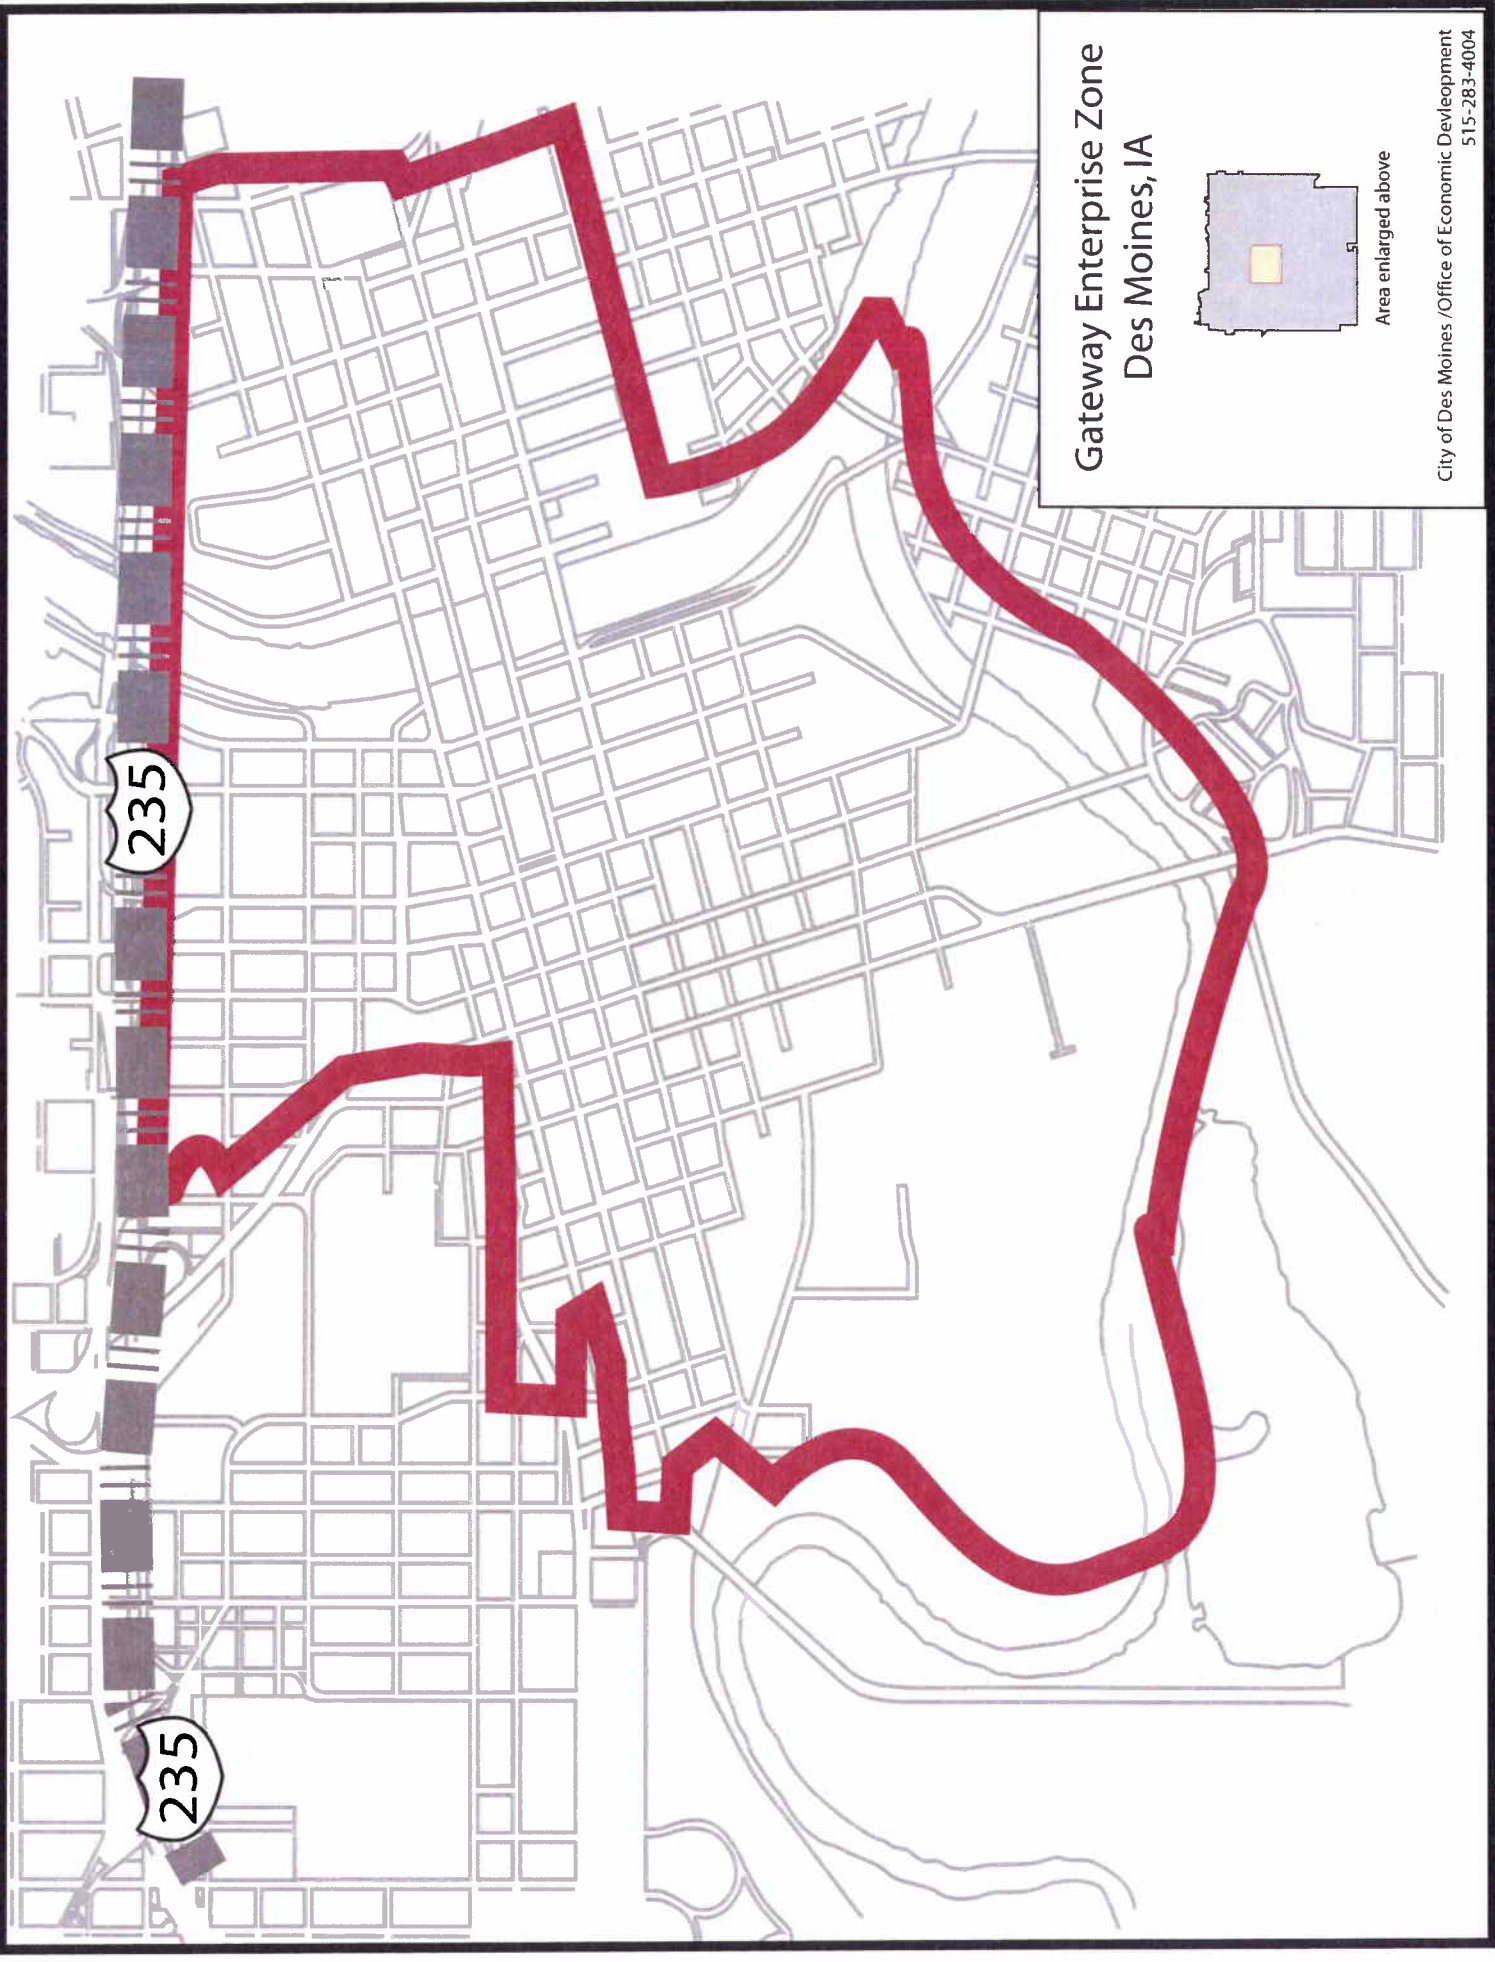 235
235
Gateway Enterprise Zone
Des Moines, IA
Area enlarged above
City of Des Moines /Office of Economic Devleopment
515-283-4004